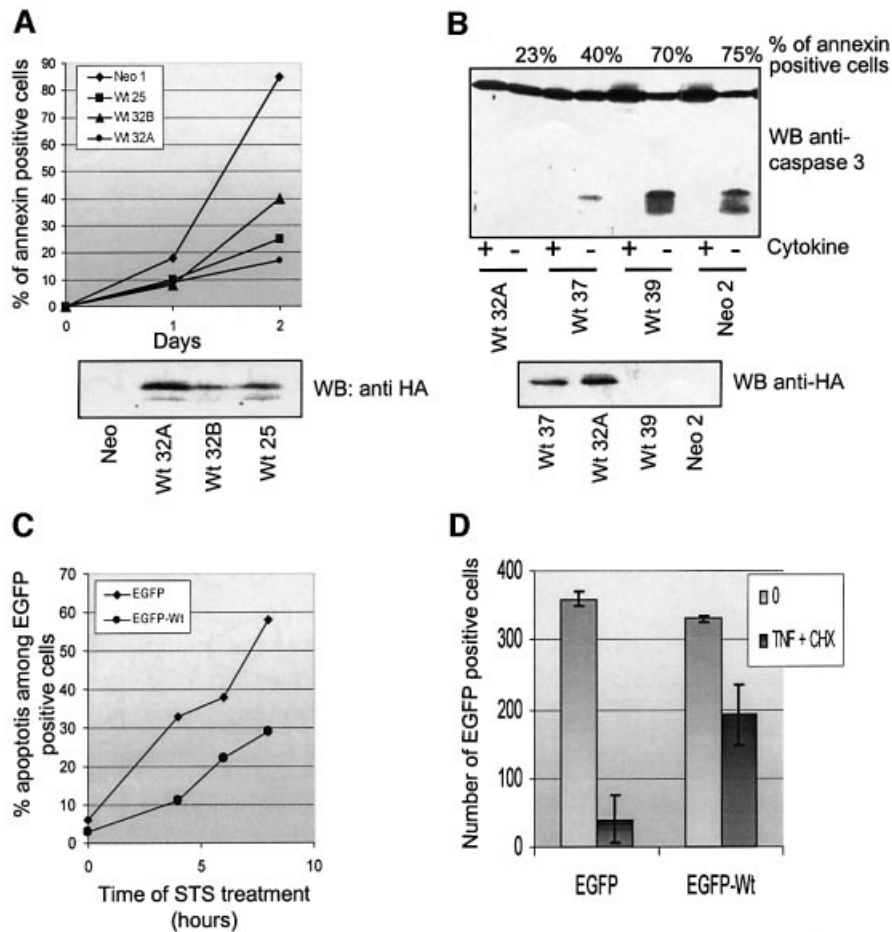 A
% of annexin positive cells
90
80
70
60
50
40
30
20
10
0
Neo 1
Wt 25
Wt 32B
Wt 32A
0 1 2
Days
WB: anti HA
Neo
Wt 32A
Wt 32B
Wt 25
B
23% 40% 70% 75%
% of annexin
positive cells
WB anti-
caspase 3
+ - + - + - + -
Cytokine
Wt 32A
Wt 37
Wt 39
Neo 2
WB anti-HA
Wt 37
Wt 32A
Wt 39
Neo 2
C
% apoptotis among EGFP
positive cells
70
60
50
40
30
20
10
0
EGFP
EGFP-Wt
0 5 10
Time of STS treatment
(hours)
D
Number of EGFP positive cells
400
300
200
100
0
0
TNF + CHX
EGFP EGFP-Wt